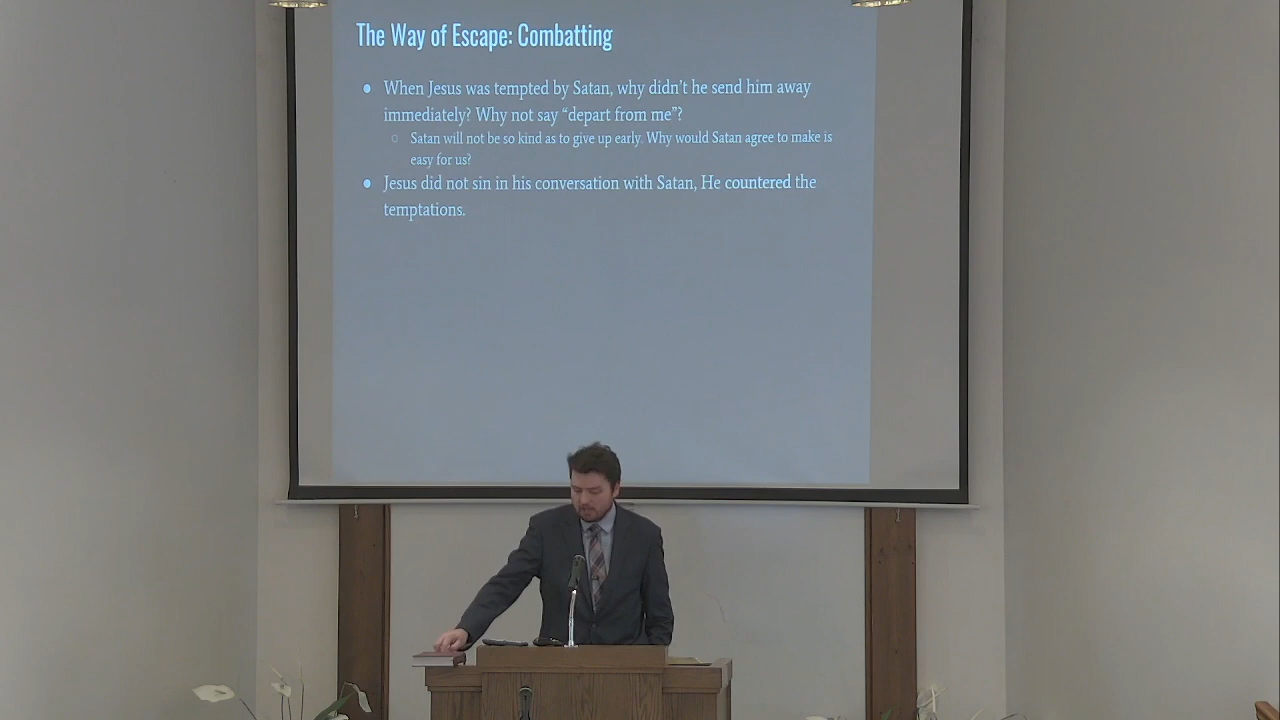 The Way of Escape: Combatting
● When Jesus was tempted by Satan, why didn't he send him away
immediately? Why not say “depart from me”?
○ Satan will not be so kind as to give up early. Why would Satan agree to make is
easy for us?
● Jesus did not sin in his conversation with Satan, He countered the
temptations.